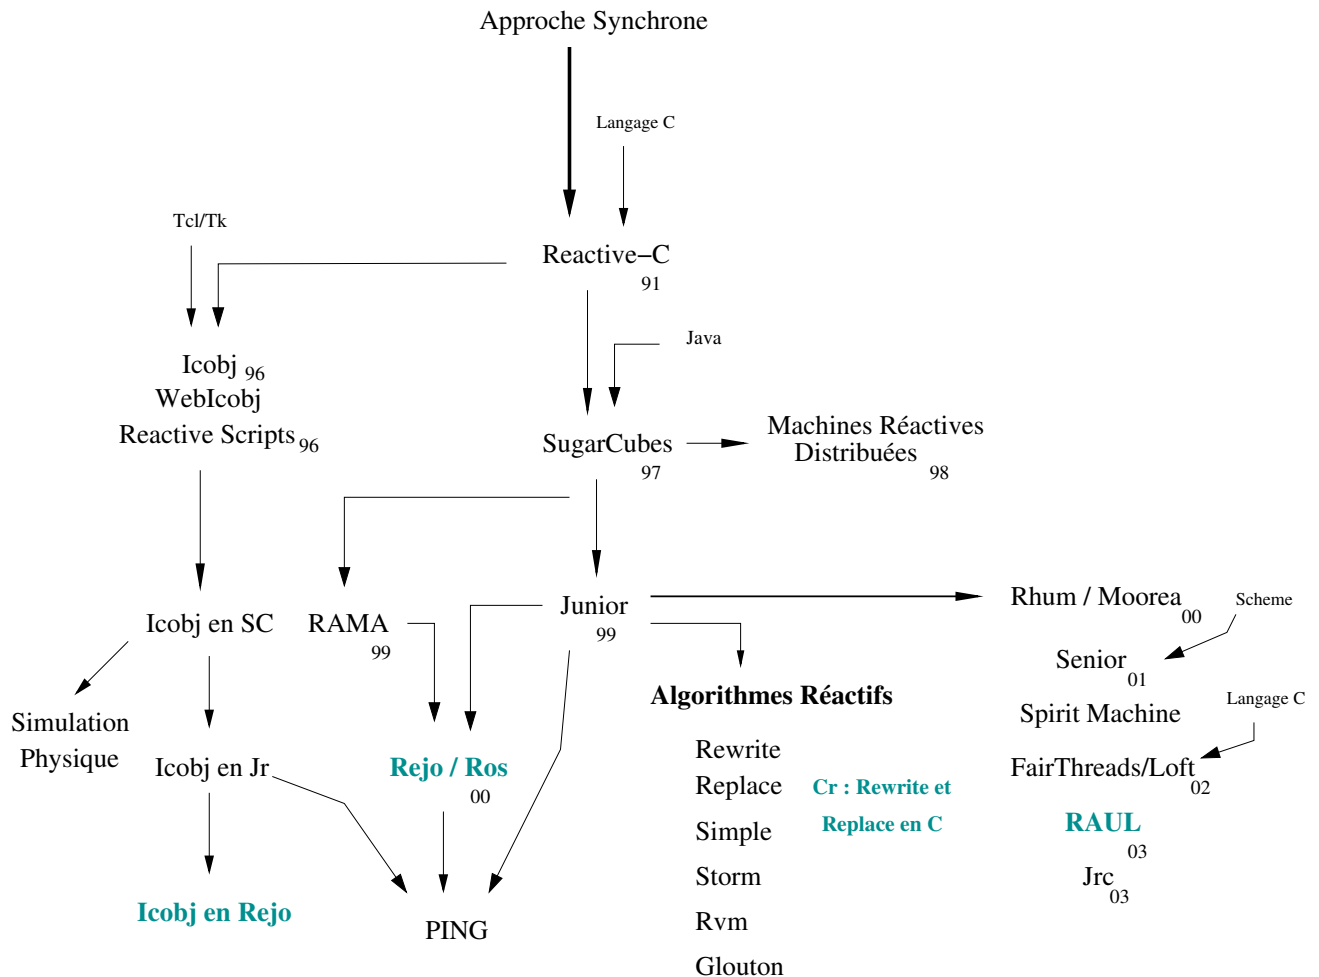 Approche Synchrone
Langage C
Tcl/Tk
Reactive–C
91
Java
Icobj 96
WebIcobj
Reactive Scripts 96
SugarCubes
97
Machines Réactives
Distribuées
98
Icobj en SC
RAMA
99
Junior
99
Rhum / Moorea
00
Scheme
Senior
01
Algorithmes Réactifs
Langage C
Spirit Machine
Simulation
Physique
Icobj en Jr
Rejo / Ros
00
Rewrite
Replace
Simple
Storm
Rvm
Glouton
Cr : Rewrite et
Replace en C
FairThreads/Loft
02
RAUL
03
Jrc
03
Icobj en Rejo
PING